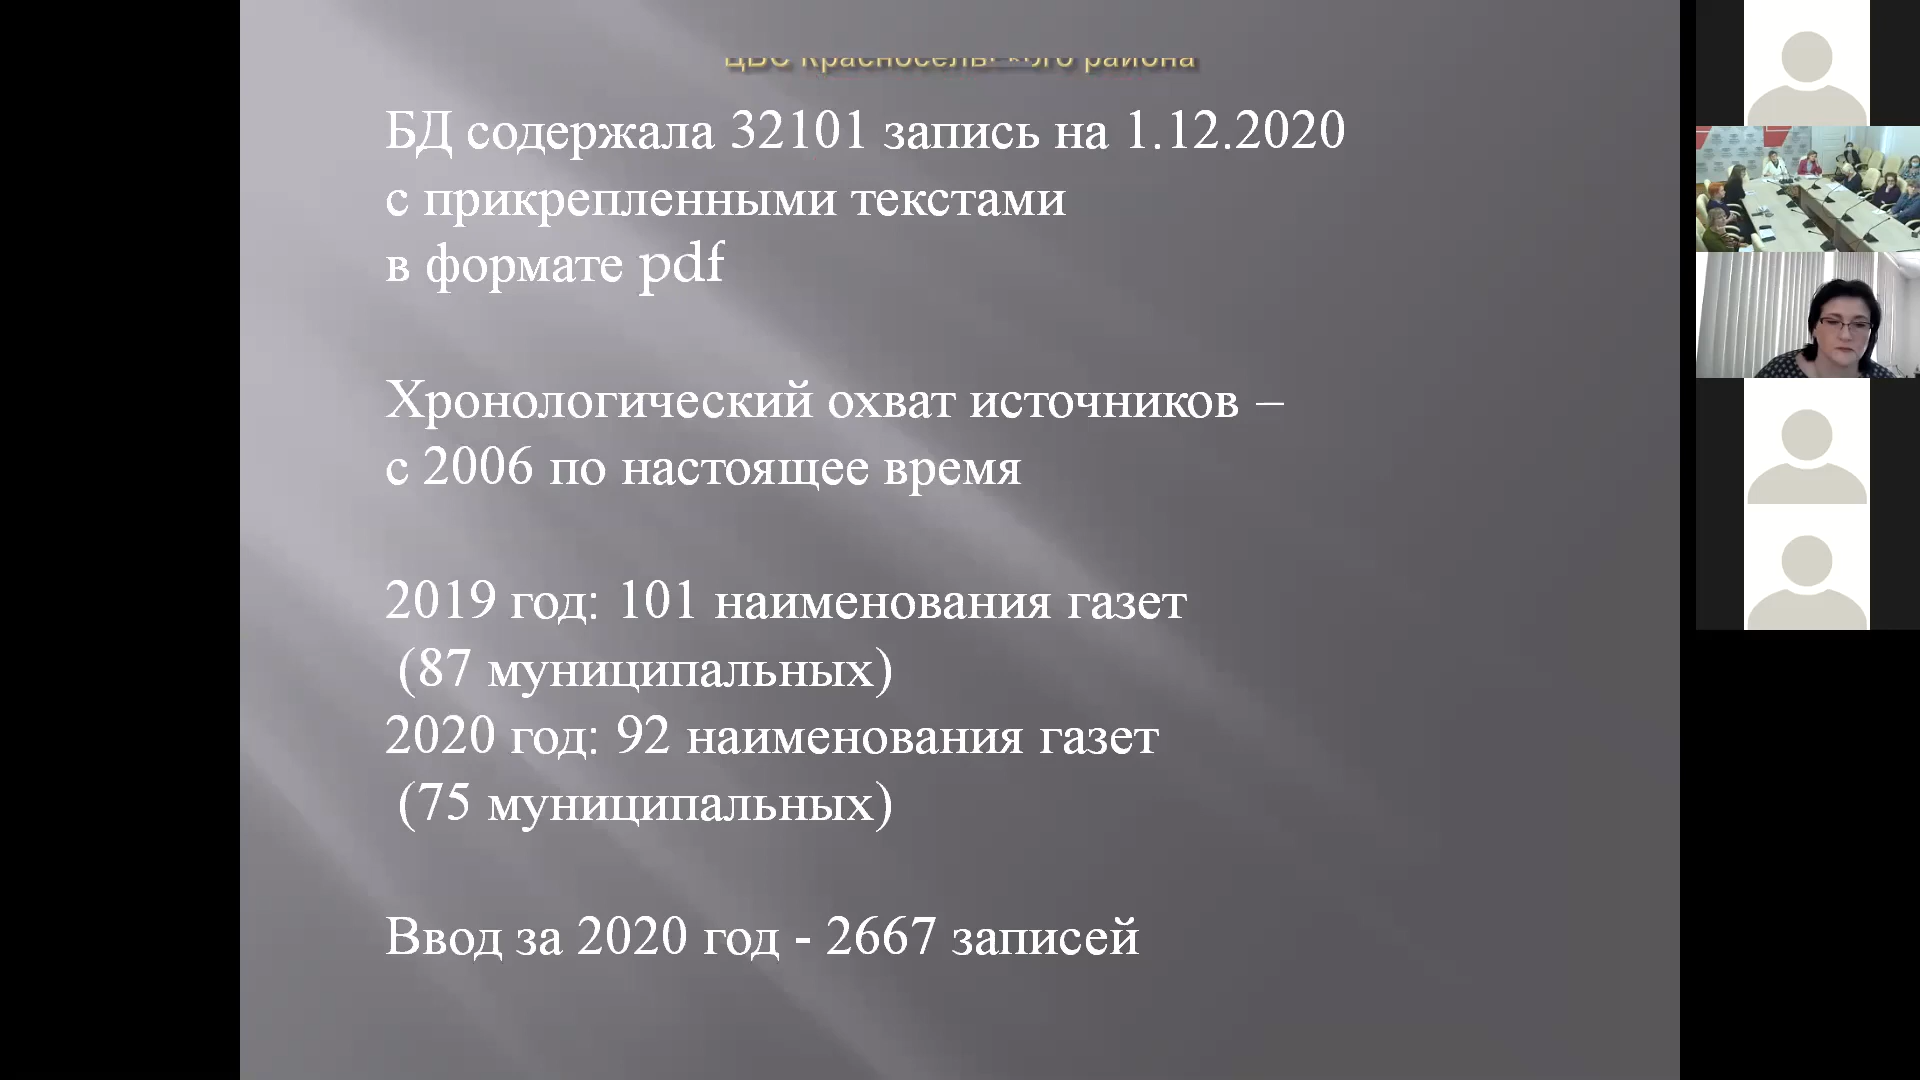 ЦБС Красносельского района
БД содержала 32101 запись на 1.12.2020
с прикрепленными текстами
в формате pdf
Хронологический охват источников –
с 2006 по настоящее время
2019 год: 101 наименования газет
(87 муниципальных)
2020 год: 92 наименования газет
(75 муниципальных)
Ввод за 2020 год - 2667 записей